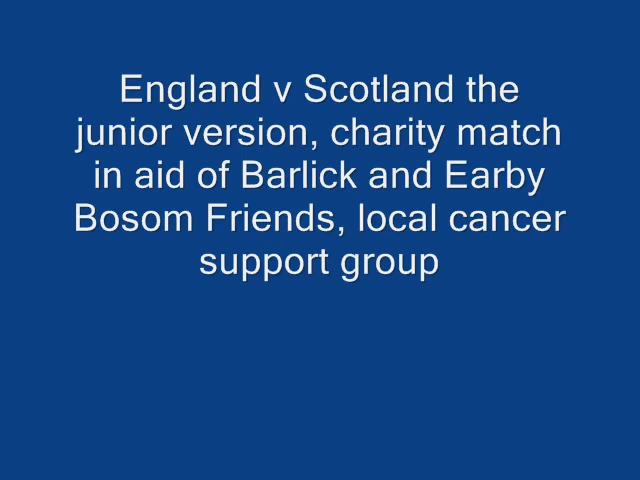 England v Scotland the
junior version, charity match
in aid of Barlick and Earby
Bosom Friends, local cancer
support group